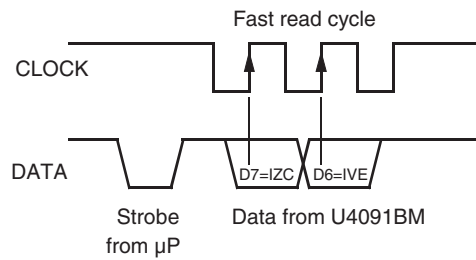 Fast read cycle
CLOCK
DATA
D7=IZC
D6=IVE
Strobe
from µP
Data from U4091BM